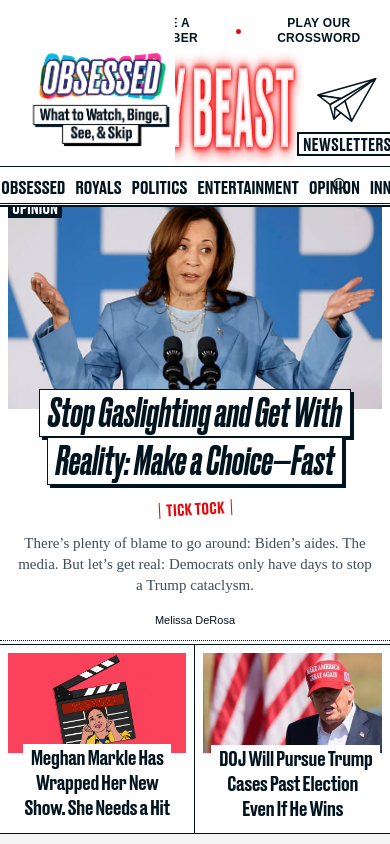 E A
BER
PLAY OUR
CROSSWORD
OBSESSED
What to Watch, Binge,
See, & Skip
Y BEAST
NEWSLETTERS
OBSESSED ROYALS POLITICS ENTERTAINMENT OPINION INN
OPINION
Stop Gaslighting and Get With
Reality: Make a Choice—Fast
TICK TOCK
There’s plenty of blame to go around: Biden’s aides. The
media. But let’s get real: Democrats only have days to stop
a Trump cataclysm.
Melissa DeRosa
Meghan Markle Has
Wrapped Her New
Show. She Needs a Hit
MAKE AMERICA
GREAT AGAIN
DOJ Will Pursue Trump
Cases Past Election
Even If He Wins